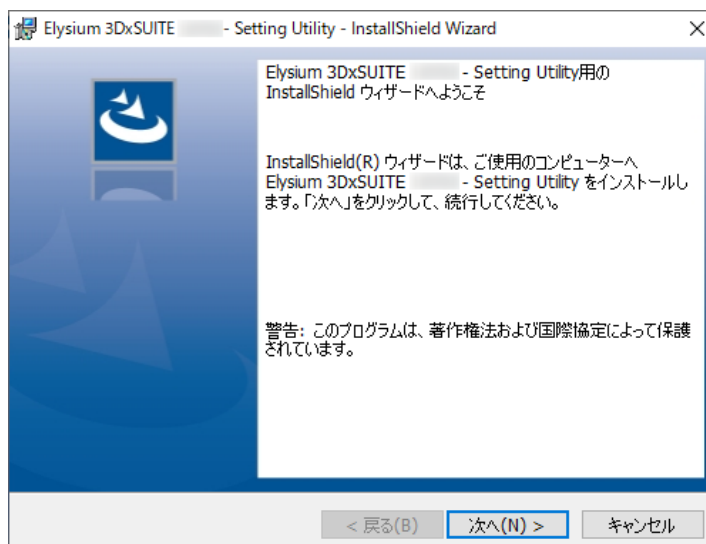 Elysium 3DxSUITE - Setting Utility - InstallShield Wizard
Elysium 3DxSUITE - Setting Utility用の
InstallShield ウィザードへようこそ
InstallShield(R) ウィザードは、ご使用のコンピューターへ
Elysium 3DxSUITE - Setting Utility をインストールし
ます。「次へ」をクリックして、続行してください。
警告: このプログラムは、著作権法および国際協定によって保護
されています。
< 戻る(B)
次へ(N) >
キャンセル